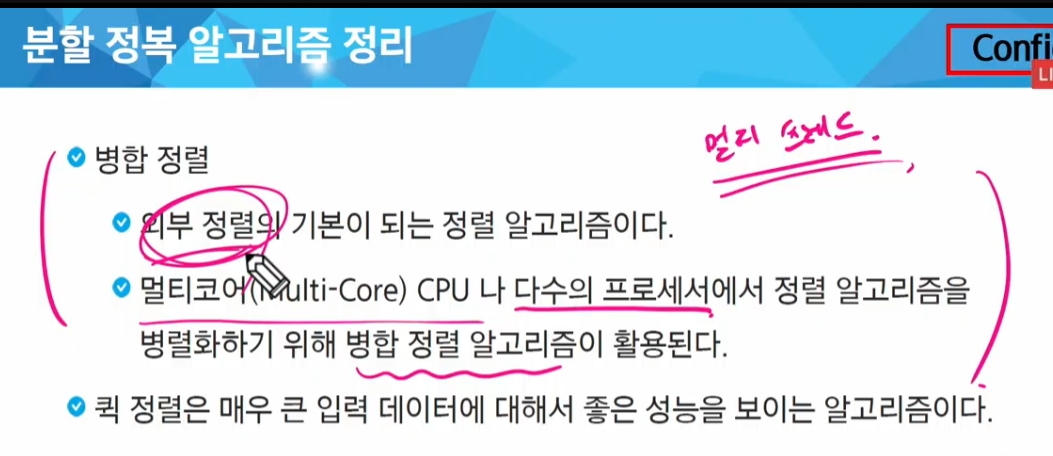 분할 정복 알고리즘 정리
Confi
LI
멀티 쓰레드.
병합 정렬
외부 정렬의 기본이 되는 정렬 알고리즘이다.
멀티코어(Multi-Core) CPU 나 다수의 프로세서에서 정렬 알고리즘을
병렬화하기 위해 병합 정렬 알고리즘이 활용된다.
퀵 정렬은 매우 큰 입력 데이터에 대해서 좋은 성능을 보이는 알고리즘이다.